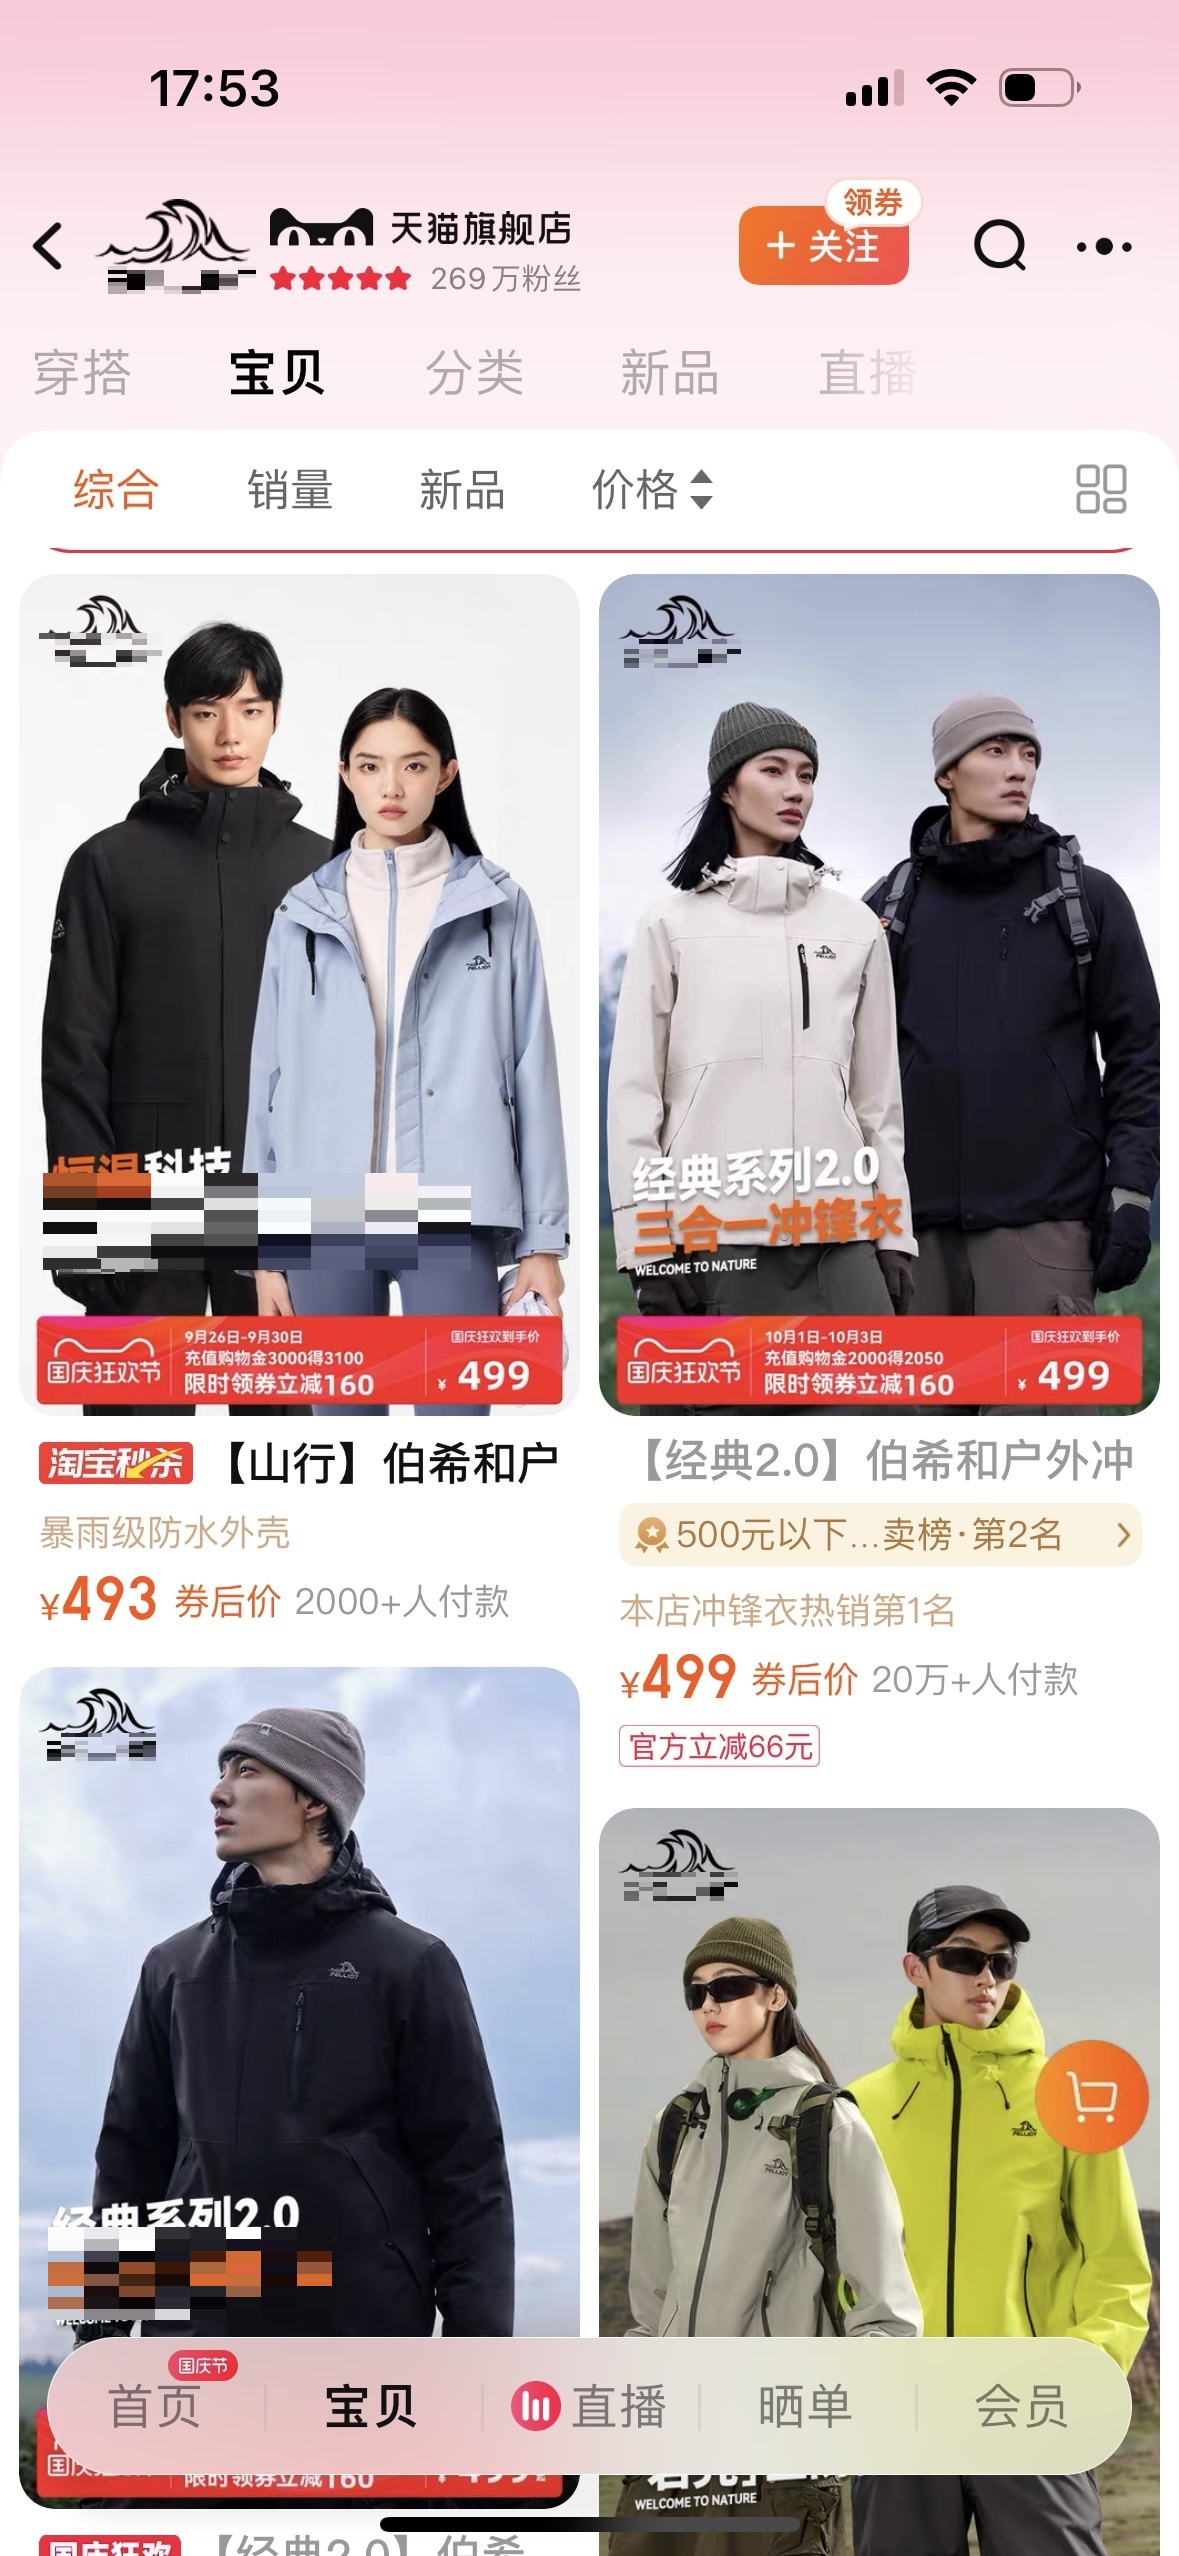 17:53
天猫旗舰店
269万粉丝
领券
+ 关注
穿搭
宝贝
分类
新品
直播
综合
销量
新品
价格
科技
PELLIOT
国庆狂欢节
9月26日-9月30日
充值购物金3000得3100
限时领券立减160
国庆狂欢到手价
¥ 499
淘宝秒杀 【山行】伯希和户
暴雨级防水外壳
¥493 券后价 2000+人付款
PELLIOT
经典系列2.0
三合一冲锋衣
WELCOME TO NATURE
国庆狂欢节
10月1日-10月3日
充值购物金2000得2050
限时领券立减160
国庆狂欢到手价
¥ 499
【经典2.0】伯希和户外冲
500元以下...卖榜·第2名
本店冲锋衣热销第1名
¥499 券后价 20万+人付款
官方立减66元
PELLIOT
经典系列2.0
PELLIOT
PELLIOT
WELCOME TO NATURE
限时领券立减160
国庆节
首页
宝贝
直播
晒单
会员
国庆狂欢 【经典2.0】伯希